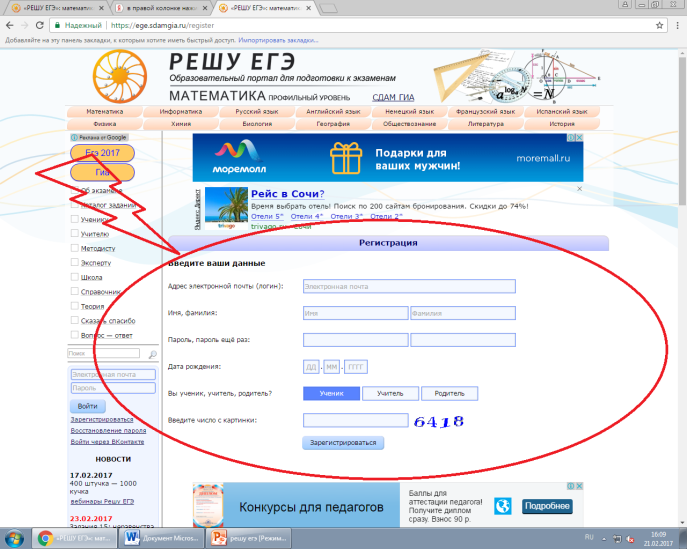 «РЕШУ ЕГЭ»: математик
в правой колонке наж
«РЕШУ ЕГЭ»: математик
Надежный https://ege.sdamgia.ru/register
Добавляйте на эту панель закладки, к которым хотите иметь быстрый доступ. Импортировать закладки...
РЕШУ ЕГЭ
Образовательный портал для подготовки к экзаменам
МАТЕМАТИКА ПРОФИЛЬНЫЙ УРОВЕНЬ СДАМ ГИА
Математика Информатика Русский язык Английский язык Немецкий язык Французский язык Испанский язык
Физика Химия Биология География Обществознание Литература История
Реклама от Google
Егэ 2017
Гиа
Об экзамене
Каталог заданий
Ученику
Учителю
Методисту
Эксперту
Школа
Справочник
Теория
Сказать спасибо
Вопрос — ответ
Поиск
Электронная почта
Пароль
Войти
Зарегистрироваться
Восстановление пароля
Войти через ВКонтакте
НОВОСТИ
17.02.2017
400 штучка — 1000
кучка
вебинары Решу ЕГЭ
23.02.2017
Задания 15: неравенства
МОРЕМОЛЛ
Подарки для
ваших мужчин!
moremall.ru
Яндекс.Директ
trivago
Рейс в Сочи?
Время выбрать отель! Поиск по 200 сайтам бронирования. Скидки до 74%!
Отели 5* Отели 4* Отели 3* Отели 2*
trivago.ru
Регистрация
Введите ваши данные
Адрес электронной почты (логин): Электронная почта
Имя, фамилия: Имя Фамилия
Пароль, пароль ещё раз:
Дата рождения: ДД . ММ . ГГГГ
Вы ученик, учитель, родитель? Ученик Учитель Родитель
Введите число с картинки: 6418
Зарегистрироваться
Конкурсы для педагогов
Баллы для
аттестации педагога!
Получите диплом
сразу. Взнос 90 р.
Подробнее
«РЕШУ ЕГЭ»: мат...
Документ Micros...
решу егэ [Режим...
RU
16:09
21.02.2017